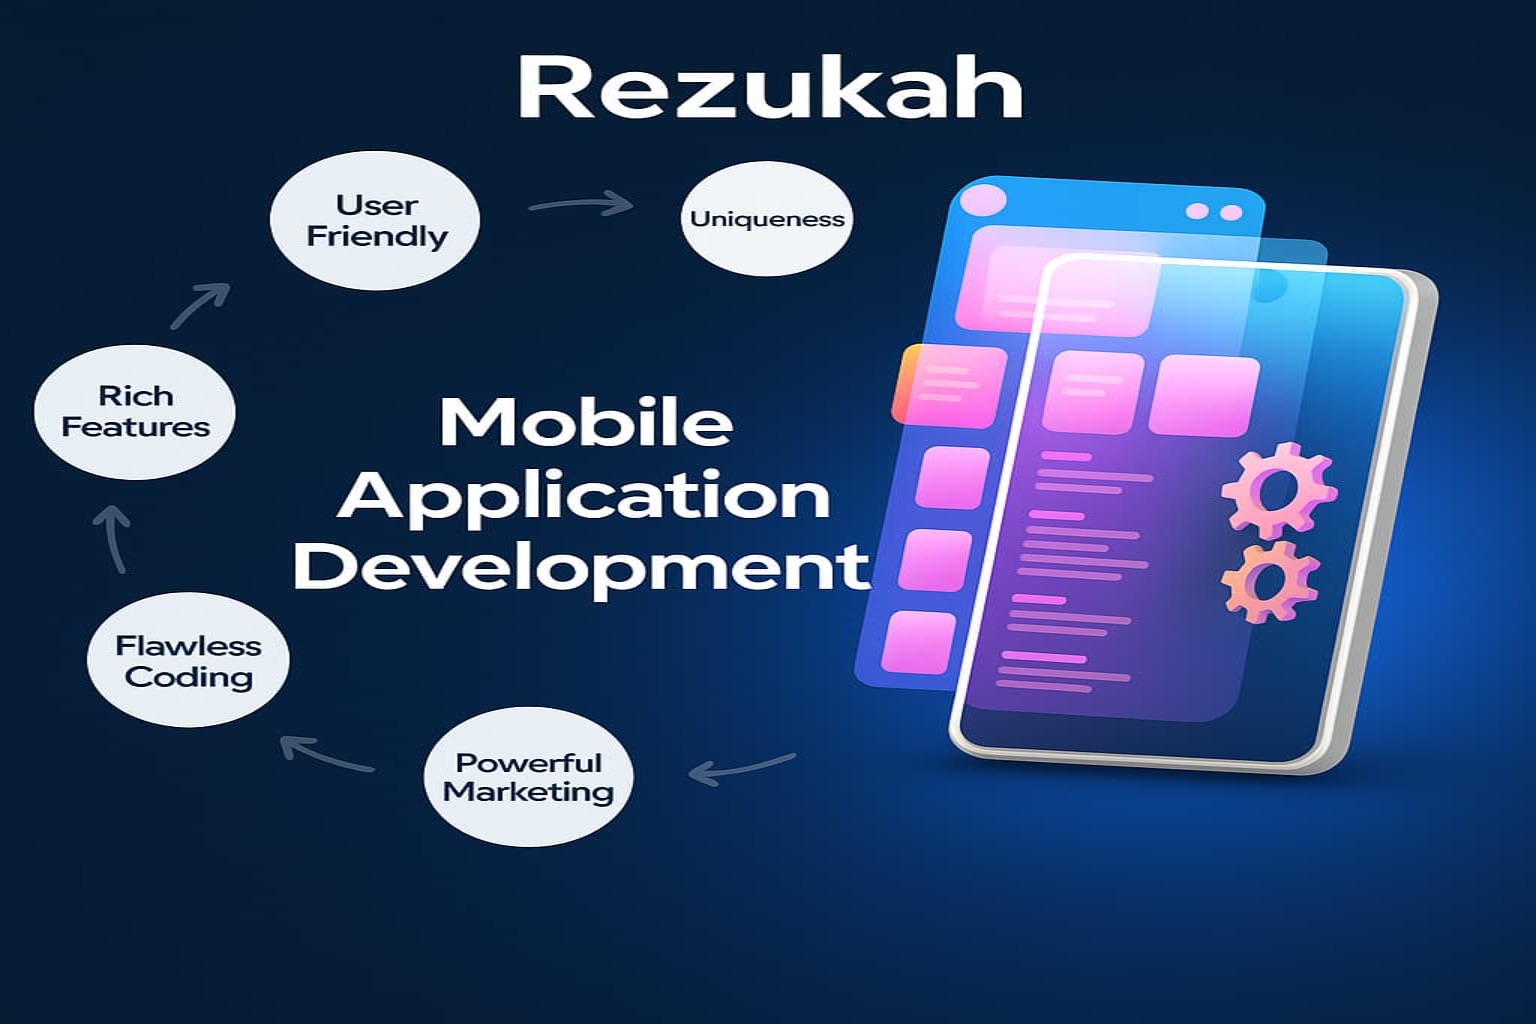 Rezukah
User
Friendly
Uniqueness
Rich
Features
Mobile
Application
Development
Flawless
Coding
Powerful
Marketing